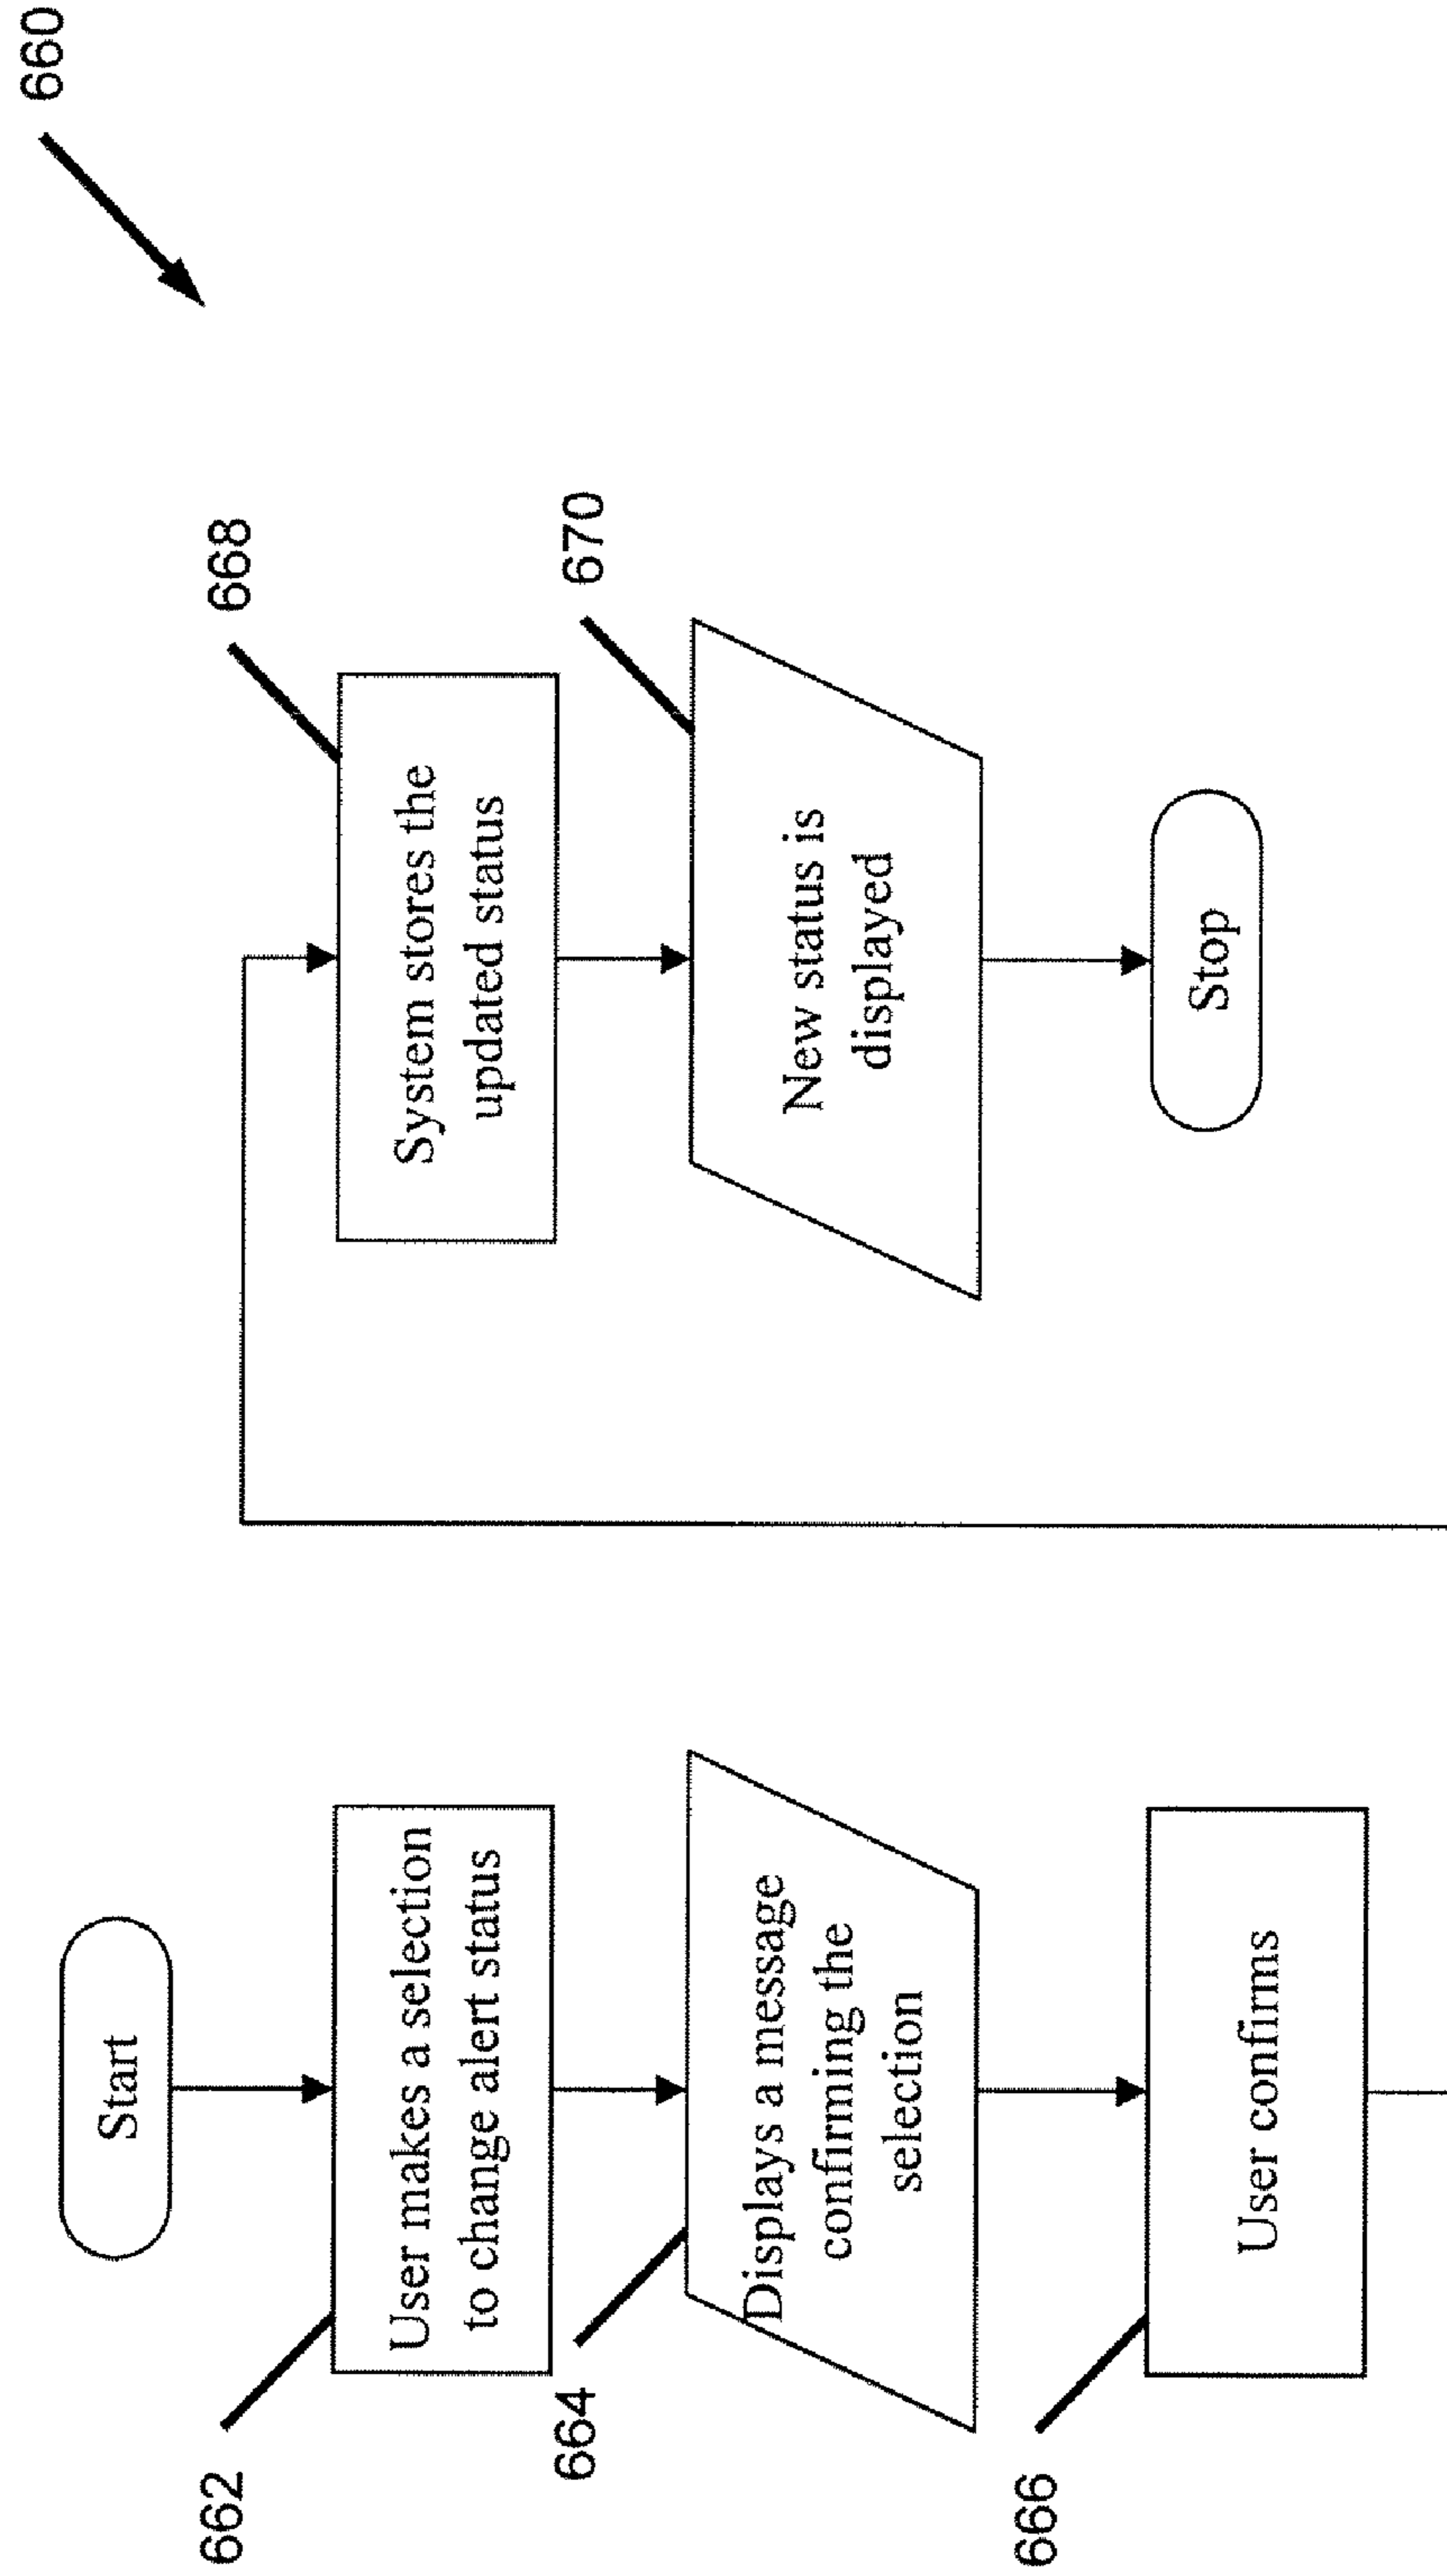 660
Start
662
User makes a selection
to change alert status
664
Displays a message
confirming the
selection
666
User confirms
668
System stores the
updated status
670
New status is
displayed
Stop